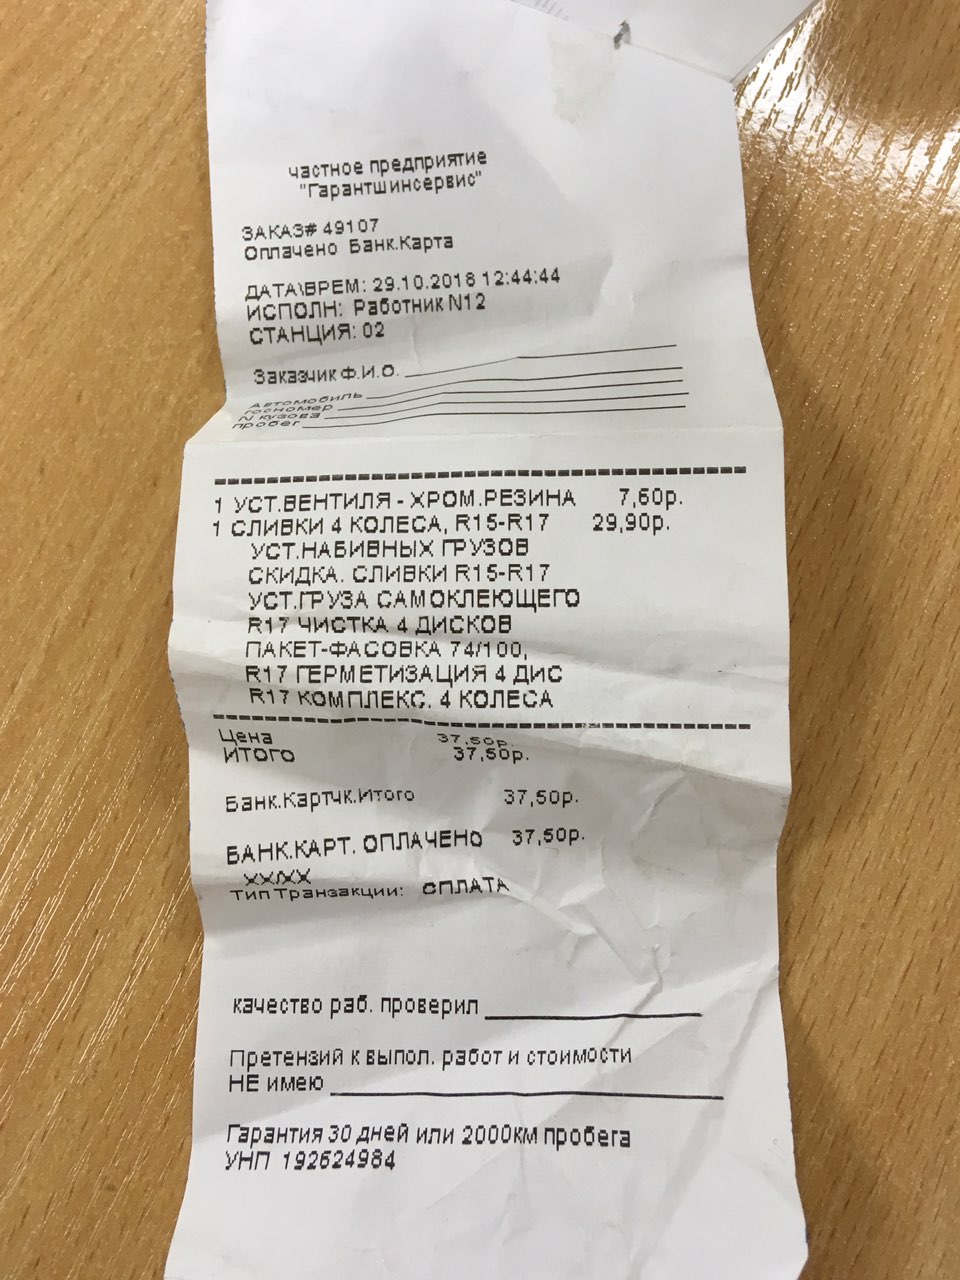 частное предприятие
"Гарантшинсервис"
ЗАКАЗ# 49107
Оплачено Банк.Карта
ДАТА\ВРЕМ: 29.10.2018 12:44:44
ИСПОЛН: Работник N12
СТАНЦИЯ: 02
Заказчик Ф.И.О.
Автомобиль
госномер
N кузова
пробег
1 УСТ.ВЕНТИЛЯ - ХРОМ.РЕЗИНА 7,60р.
1 СЛИВКИ 4 КОЛЕСА, R15-R17 29,90р.
УСТ.НАБИВНЫХ ГРУЗОВ
СКИДКА. СЛИВКИ R15-R17
УСТ.ГРУЗА САМОКЛЕЮЩЕГО
R17 ЧИСТКА 4 ДИСКОВ
ПАКЕТ-ФАСОВКА 74/100,
R17 ГЕРМЕТИЗАЦИЯ 4 ДИС
R17 КОМПЛЕКС. 4 КОЛЕСА
Цена 37,50р.
ИТОГО 37,50р.
Банк.Картчк.Итого 37,50р.
БАНК.КАРТ. ОПЛАЧЕНО 37,50р.
XX/XX
Тип Транзакции: СПЛАТА
качество раб. проверил
Претензий к выпол. работ и стоимости
НЕ имею
Гарантия 30 дней или 2000км пробега
УНП 192624984